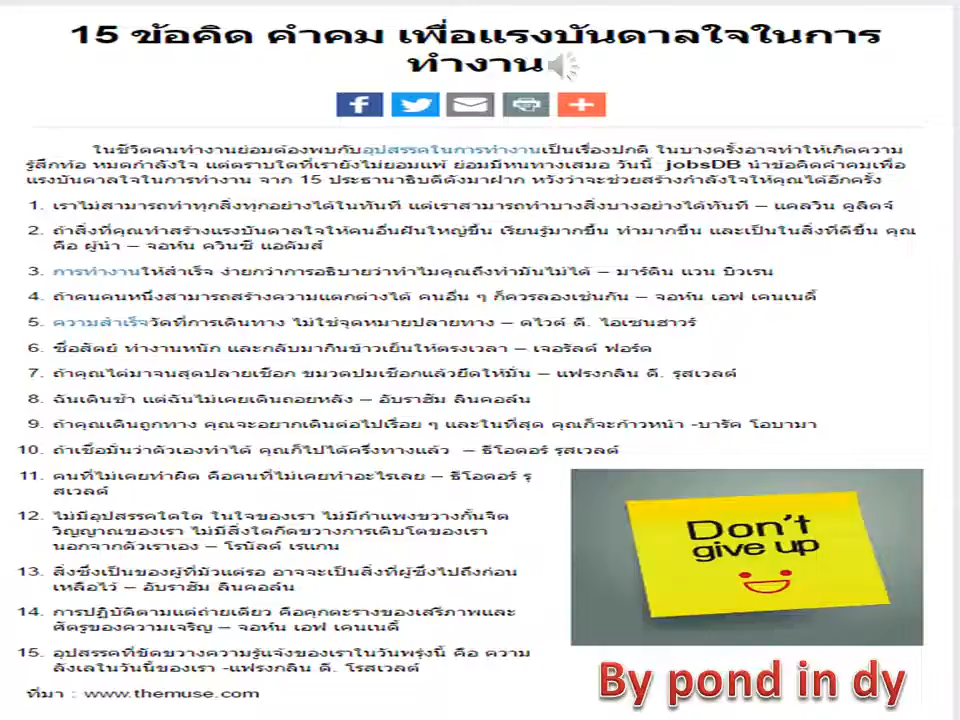 15 ข้อคิด คำคม เพื่อแรงบันดาลใจในการ
ทำงาน
ในชีวิตคนทำงานย่อมต้องพบกับอุปสรรคในการทำงานเป็นเรื่องปกติ ในบางครั้งอาจทำให้เกิดความ
รู้สึกท้อ หมดกำลังใจ แต่ตราบใดที่เรายังไม่ยอมแพ้ ย่อมมีหนทางเสมอ วันนี้ jobsDB นำข้อคิดคำคมเพื่อ
แรงบันดาลใจในการทำงาน จาก 15 ประธานาธิบดีดังมาฝาก หวังว่าจะช่วยสร้างกำลังใจให้คุณได้อีกครั้ง
1. เราไม่สามารถทำทุกสิ่งทุกอย่างได้ในทันที แต่เราสามารถทำบางสิ่งบางอย่างได้ทันที – แคลวิน คูลิดจ์
2. ถ้าสิ่งที่คุณทำสร้างแรงบันดาลใจให้คนอื่นฝันใหญ่ขึ้น เรียนรู้มากขึ้น ทำมากขึ้น และเป็นในสิ่งที่ดีขึ้น คุณ
คือ ผู้นำ – จอห์น ควินซี แอดัมส์
3. การทำงานให้สำเร็จ ง่ายกว่าการอธิบายว่าทำไมคุณถึงทำมันไม่ได้ – มาร์ติน แวน บิวเรน
4. ถ้าคนคนหนึ่งสามารถสร้างความแตกต่างได้ คนอื่น ๆ ก็ควรลองเช่นกัน – จอห์น เอฟ เคนเนดี้
5. ความสำเร็จวัดที่การเดินทาง ไม่ใช่จุดหมายปลายทาง – ดไวต์ ดี. ไอเซนฮาวร์
6. ซื่อสัตย์ ทำงานหนัก และกลับมากินข้าวเย็นให้ตรงเวลา – เจอรัลด์ ฟอร์ด
7. ถ้าคุณไต่มาจนสุดปลายเชือก ขมวดปมเชือกแล้วยึดให้มั่น – แฟรงกลิน ดี. รุสเวลต์
8. ฉันเดินช้า แต่ฉันไม่เคยเดินถอยหลัง – อับราฮัม ลินคอล์น
9. ถ้าคุณเดินถูกทาง คุณจะอยากเดินต่อไปเรื่อย ๆ และในที่สุด คุณก็จะก้าวหน้า -บารัค โอบามา
10. ถ้าเชื่อมั่นว่าตัวเองทำได้ คุณก็ไปได้ครึ่งทางแล้ว – ธีโอดอร์ รุสเวลต์
11. คนที่ไม่เคยทำผิด คือคนที่ไม่เคยทำอะไรเลย – ธีโอดอร์ รุ
สเวลต์
12. ไม่มีอุปสรรคใดใด ในใจของเรา ไม่มีกำแพงขวางกั้นจิต
วิญญาณของเรา ไม่มีสิ่งใดกีดขวางการเติบโตของเรา
นอกจากตัวเราเอง – โรนัลด์ เรแกน
13. สิ่งซึ่งเป็นของผู้ที่มัวแต่รอ อาจจะเป็นสิ่งที่ผู้ซึ่งไปถึงก่อน
เหลือไว้ – อับราฮัม ลินคอล์น
14. การปฏิบัติตามแต่ถ่ายเดียว คือคุกตะรางของเสรีภาพและ
ศัตรูของความเจริญ – จอห์น เอฟ เคนเนดี้
15. อุปสรรคที่ขัดขวางความรู้แจ้งของเราในวันพรุ่งนี้ คือ ความ
ลังเลในวันนี้ของเรา -แฟรงกลิน ดี. โรสเวลต์
ที่มา : www.themuse.com
Don't
give up
By pond in dy